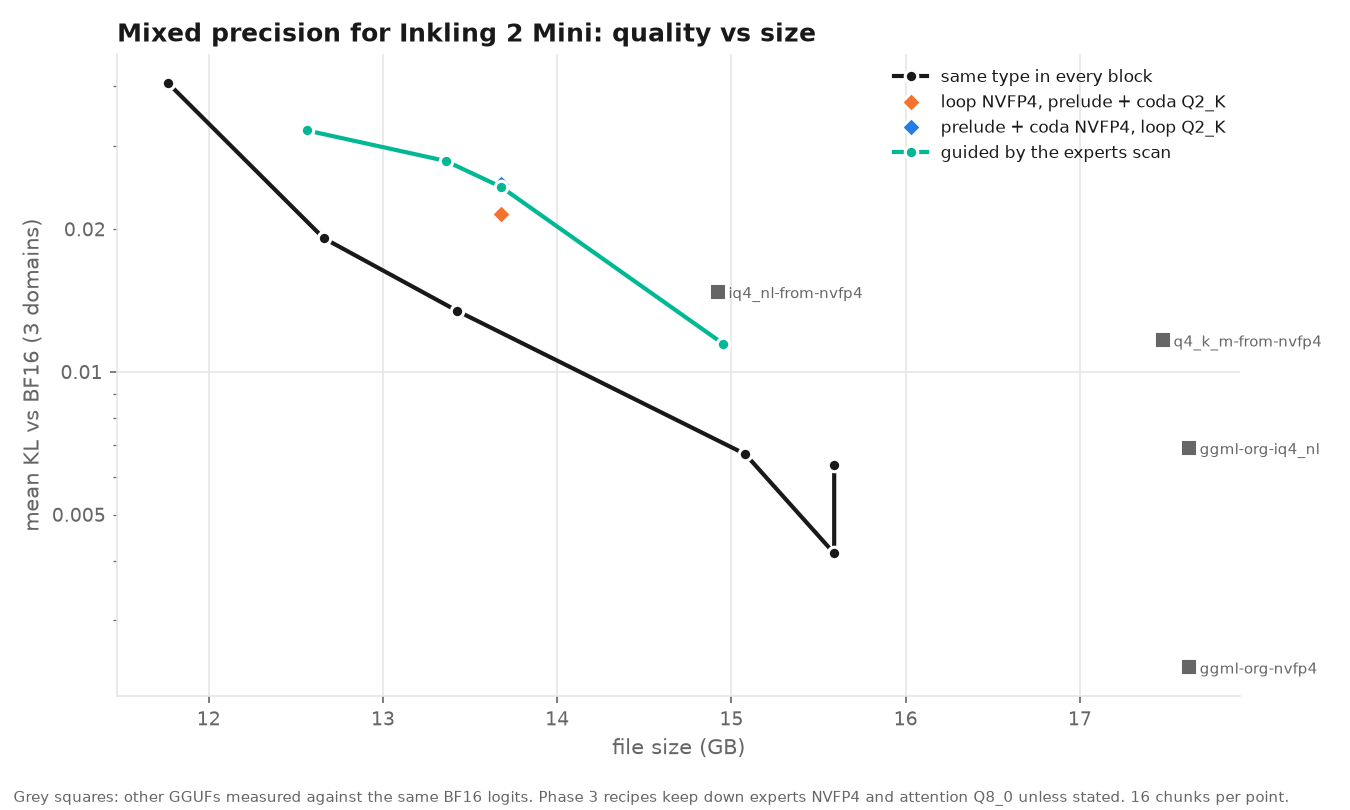 Mixed precision for Inkling 2 Mini: quality vs size
same type in every block
loop NVFP4, prelude + coda Q2_K
prelude + coda NVFP4, loop Q2_K
guided by the experts scan
mean KL vs BF16 (3 domains)
0.02
0.01
0.005
iq4_nl-from-nvfp4
q4_k_m-from-nvfp4
ggml-org-iq4_nl
ggml-org-nvfp4
12
13
14
15
16
17
file size (GB)
Grey squares: other GGUFs measured against the same BF16 logits. Phase 3 recipes keep down experts NVFP4 and attention Q8_0 unless stated. 16 chunks per point.